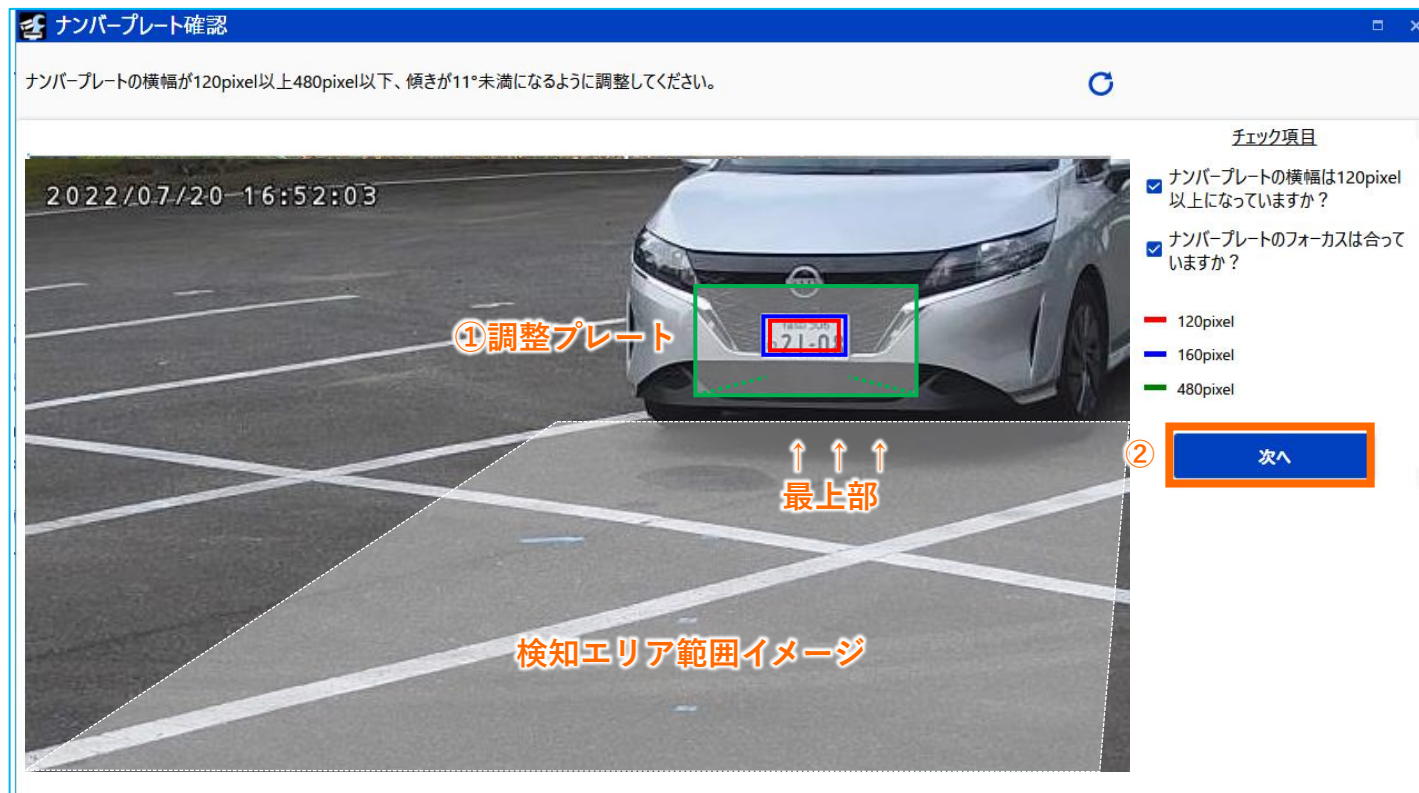 ナンバープレート確認
ナンバープレートの横幅が120pixel以上480pixel以下、傾きが11°未満になるように調整してください。
チェック項目
2022/07/20 16:52:03
ナンバープレートの横幅は120pixel
以上になっていますか？
ナンバープレートのフォーカスは合って
いますか？
①調整プレート
21-0
120pixel
160pixel
480pixel
↑ ↑ ↑
最上部
②
次へ
検知エリア範囲イメージ